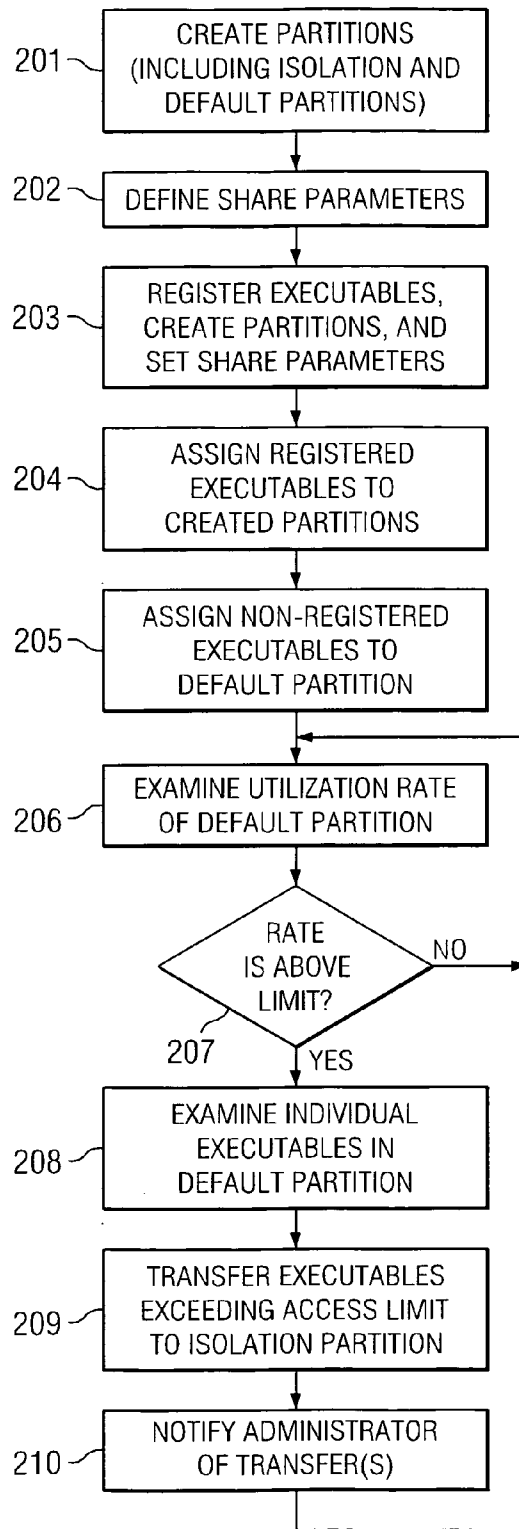 201
CREATE PARTITIONS
(INCLUDING ISOLATION AND
DEFAULT PARTITIONS)
202
DEFINE SHARE PARAMETERS
203
REGISTER EXECUTABLES,
CREATE PARTITIONS, AND
SET SHARE PARAMETERS
204
ASSIGN REGISTERED
EXECUTABLES TO
CREATED PARTITIONS
205
ASSIGN NON-REGISTERED
EXECUTABLES TO
DEFAULT PARTITION
206
EXAMINE UTILIZATION RATE
OF DEFAULT PARTITION
RATE
IS ABOVE
LIMIT?
NO
207
YES
208
EXAMINE INDIVIDUAL
EXECUTABLES IN
DEFAULT PARTITION
209
TRANSFER EXECUTABLES
EXCEEDING ACCESS LIMIT
TO ISOLATION PARTITION
210
NOTIFY ADMINISTRATOR
OF TRANSFER(S)